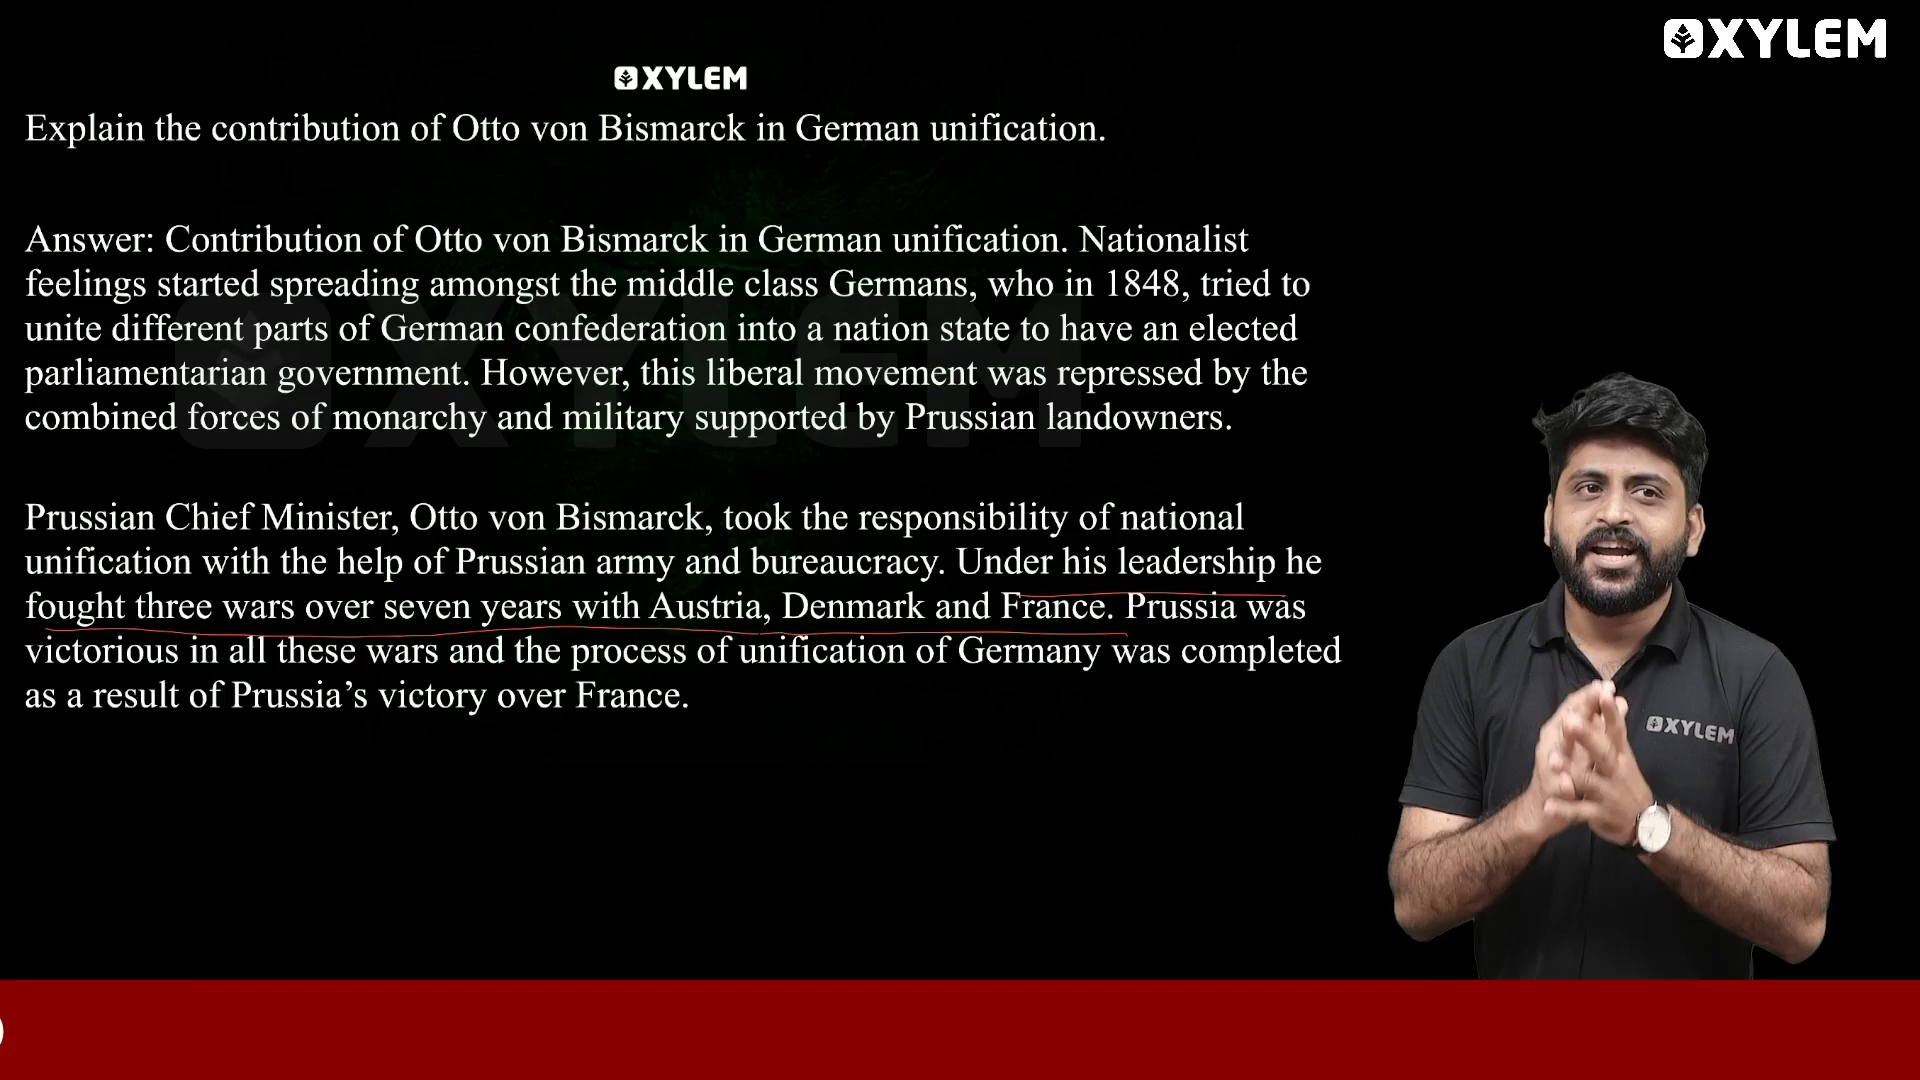 XYLEM
XYLEM
Explain the contribution of Otto von Bismarck in German unification.
Answer: Contribution of Otto von Bismarck in German unification. Nationalist
feelings started spreading amongst the middle class Germans, who in 1848, tried to
unite different parts of German confederation into a nation state to have an elected
parliamentarian government. However, this liberal movement was repressed by the
combined forces of monarchy and military supported by Prussian landowners.
Prussian Chief Minister, Otto von Bismarck, took the responsibility of national
unification with the help of Prussian army and bureaucracy. Under his leadership he
fought three wars over seven years with Austria, Denmark and France. Prussia was
victorious in all these wars and the process of unification of Germany was completed
as a result of Prussia’s victory over France.
XYLEM
XYLEM